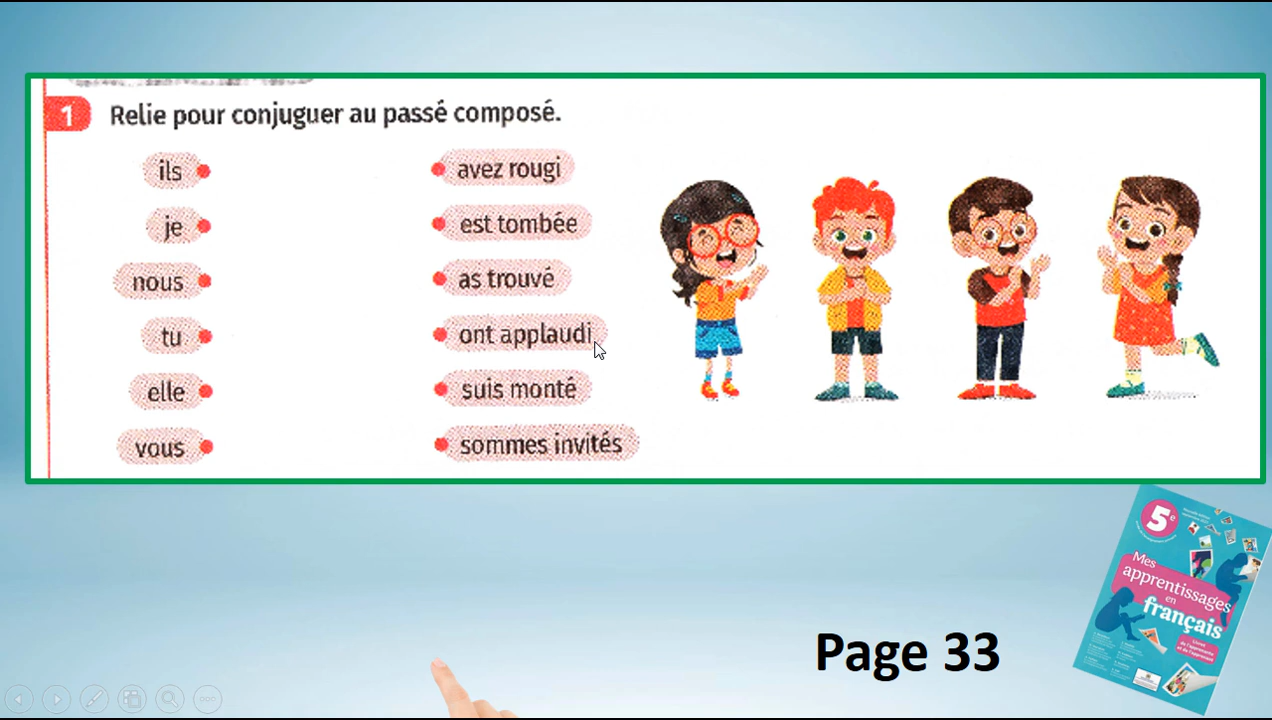 1 Relie pour conjuguer au passé composé.
ils avez rougi
je est tombée
nous as trouvé
tu ont applaudi
elle suis monté
vous sommes invités
5e
Mes
apprentissages
en
français
Page 33